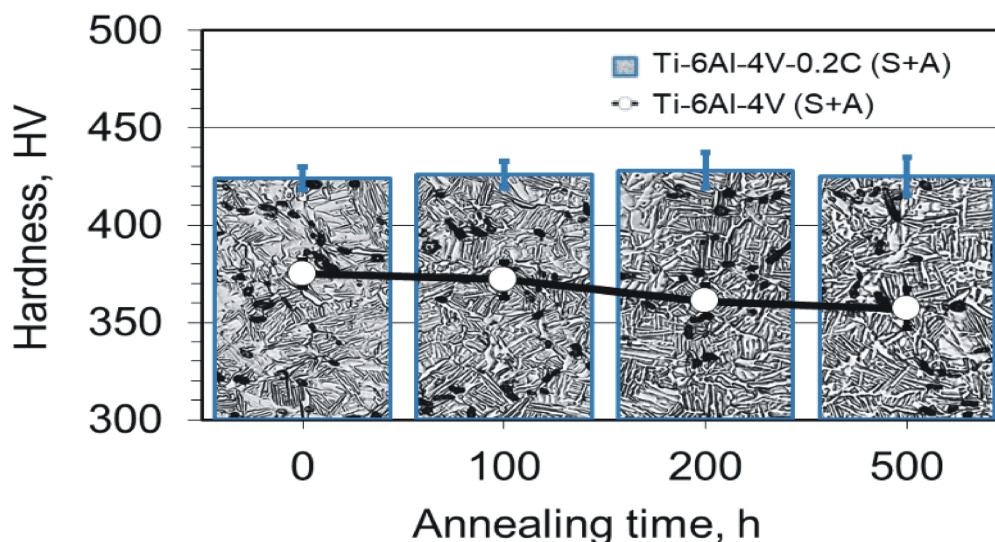 500
Ti-6Al-4V-0.2C (S+A)
Ti-6Al-4V (S+A)
450
400
350
300
Hardness, HV
0 100 200 500
Annealing time, h